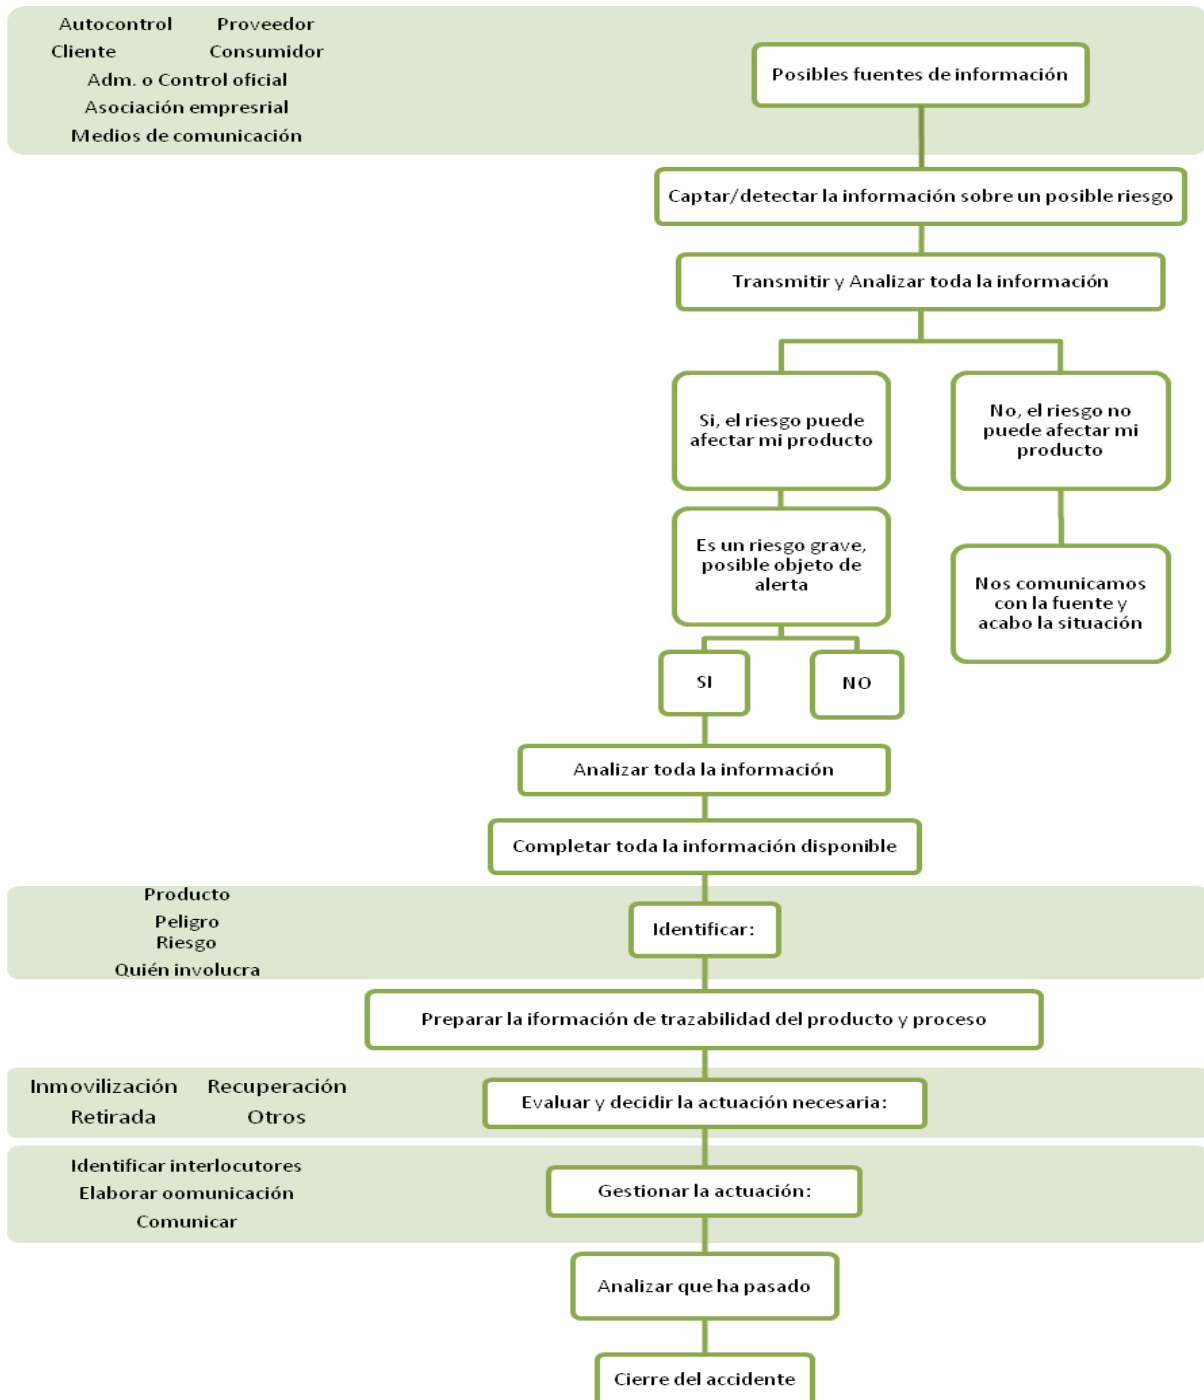 Autocontrol Proveedor
Cliente Consumidor
Adm. o Control oficial
Asociación empresrial
Medios de comunicación
Posibles fuentes de información
Captar/detectar la información sobre un posible riesgo
Transmitir y Analizar toda la información
Si, el riesgo puede
afectar mi producto
No, el riesgo no
puede afectar mi
producto
Es un riesgo grave,
posible objeto de
alerta
Nos comunicamos
con la fuente y
acabo la situación
SI
NO
Analizar toda la información
Completar toda la información disponible
Producto
Peligro
Riesgo
Quién involucra
Identificar:
Preparar la iformación de trazabilidad del producto y proceso
Inmovilización Recuperación
Retirada Otros
Evaluar y decidir la actuación necesaria:
Identificar interlocutores
Elaborar oomunicación
Comunicar
Gestionar la actuación:
Analizar que ha pasado
Cierre del accidente